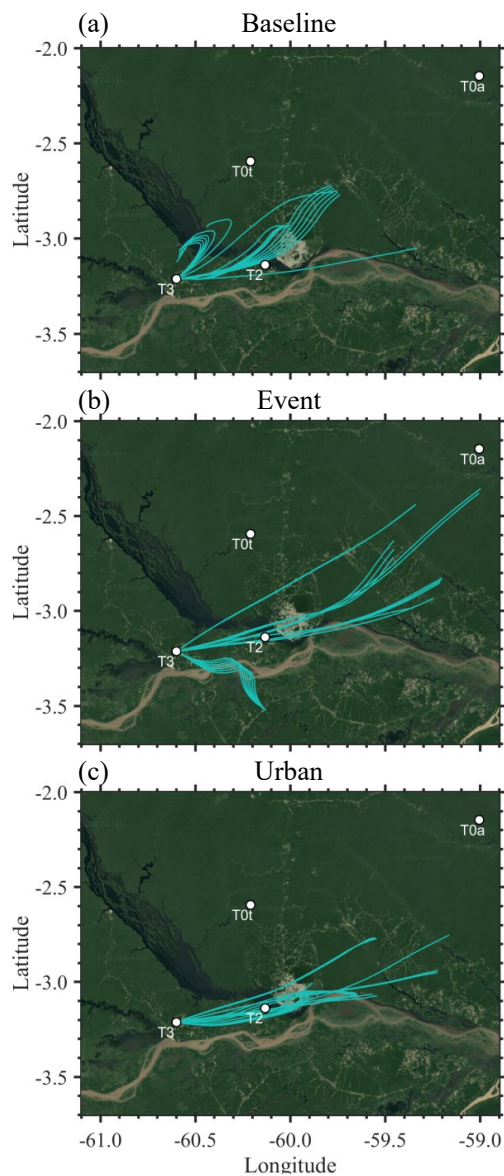 (a) Baseline
-2.0
T0a
-2.5
T0t
Latitude
-3.0
T2
T3
-3.5
(b) Event
-2.0
T0a
-2.5
T0t
Latitude
-3.0
T2
T3
-3.5
(c) Urban
-2.0
T0a
-2.5
T0t
Latitude
-3.0
T2
T3
-3.5
-61.0 -60.5 -60.0 -59.5 -59.0
Longitude